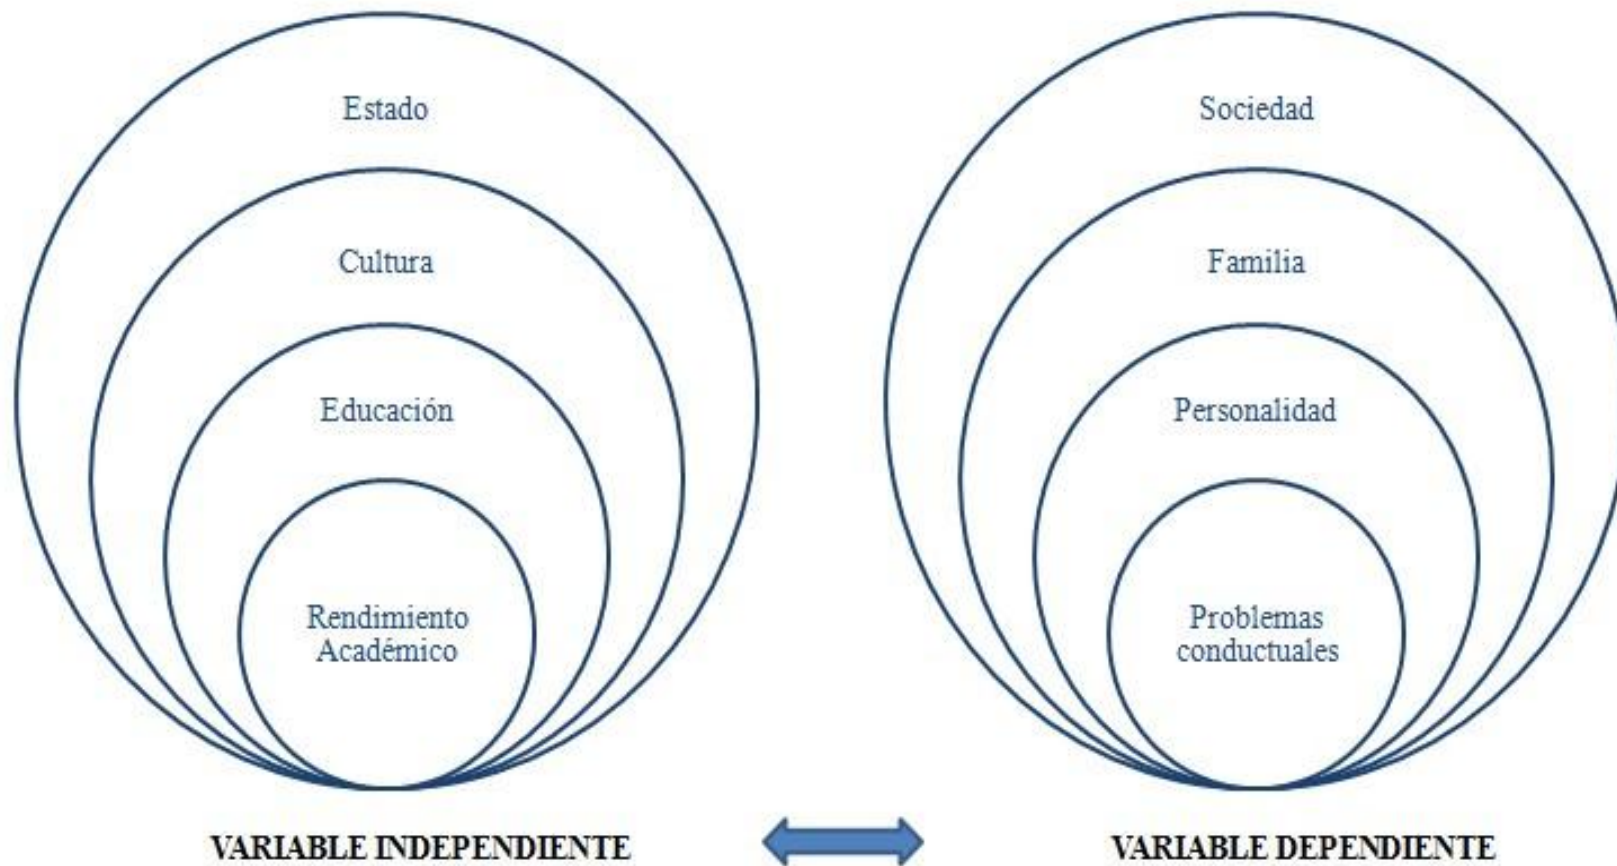 Estado
Cultura
Educación
Rendimiento
Académico
VARIABLE INDEPENDIENTE
Sociedad
Familia
Personalidad
Problemas
conductuales
VARIABLE DEPENDIENTE